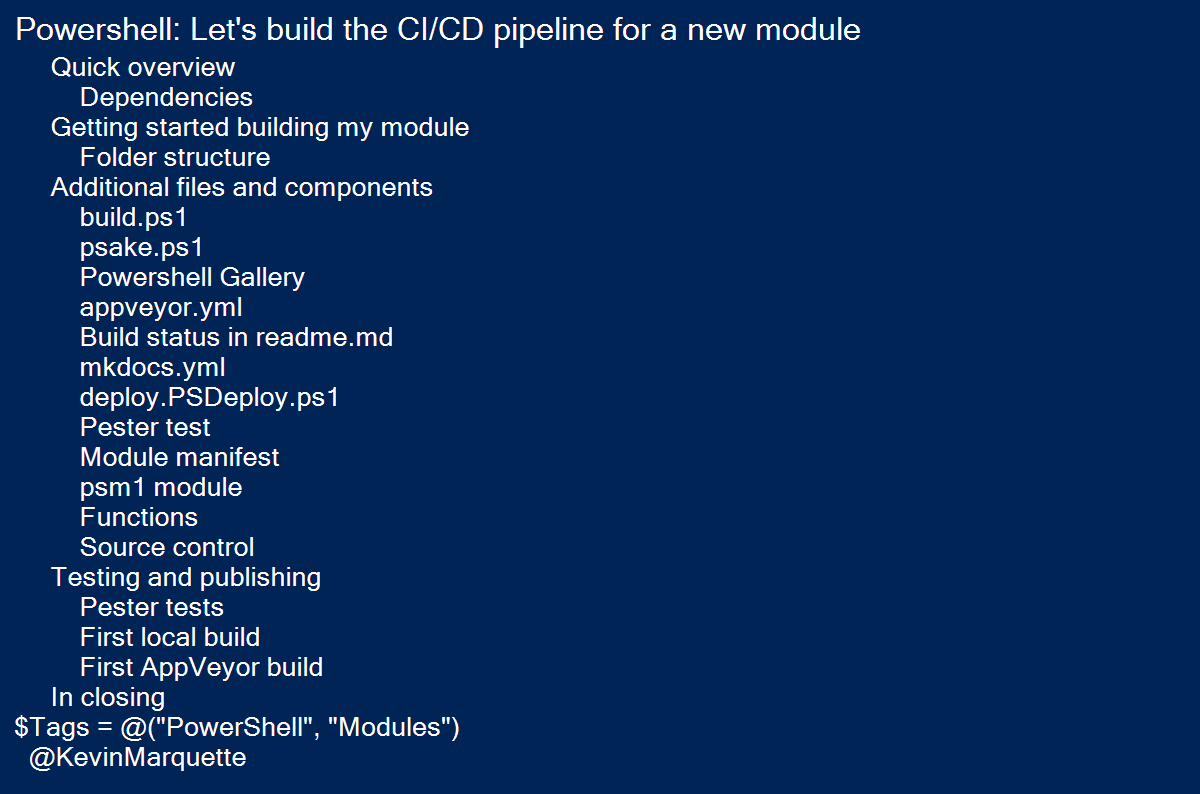 Powershell: Let's build the CI/CD pipeline for a new module
Quick overview
Dependencies
Getting started building my module
Folder structure
Additional files and components
build.ps1
psake.ps1
Powershell Gallery
appveyor.yml
Build status in readme.md
mkdocs.yml
deploy.PSDeploy.ps1
Pester test
Module manifest
psm1 module
Functions
Source control
Testing and publishing
Pester tests
First local build
First AppVeyor build
In closing
$Tags = @("PowerShell", "Modules")
@KevinMarquette